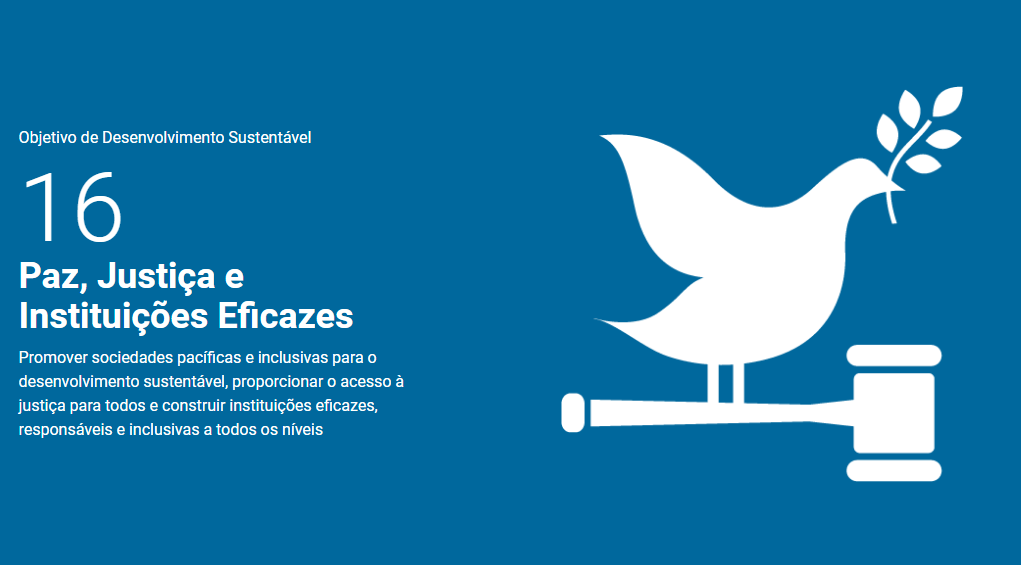 Objetivo de Desenvolvimento Sustentável
16
Paz, Justiça e
Instituições Eficazes
Promover sociedades pacíficas e inclusivas para o
desenvolvimento sustentável, proporcionar o acesso à
justiça para todos e construir instituições eficazes,
responsáveis e inclusivas a todos os níveis